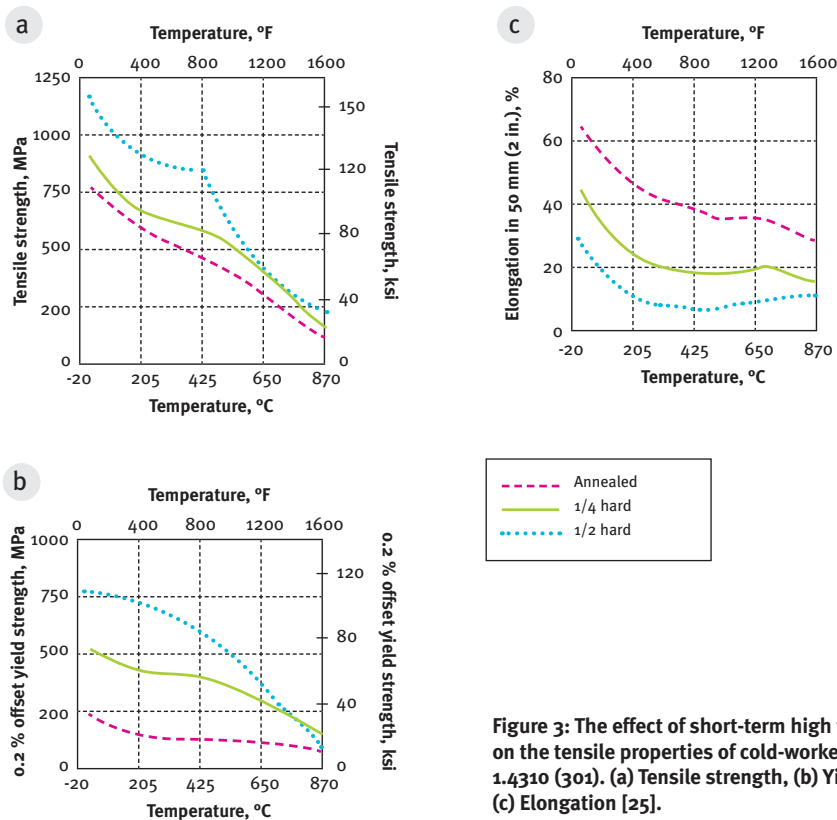 a
Temperature, °F
0 400 800 1200 1600
1250
1000
750
500
200
0
Tensile strength, MPa
150
120
80
40
0
Tensile strength, ksi
-20 205 425 650 870
Temperature, °C
c
Temperature, °F
0 400 800 1200 1600
80
60
40
20
0
Elongation in 50 mm (2 in.), %
-20 205 425 650 870
Temperature, °C
b
Temperature, °F
0 400 800 1200 1600
1000
750
500
200
0
0.2 % offset yield strength, MPa
120
80
40
0
0.2 % offset yield strength, ksi
-20 205 425 650 870
Temperature, °C
Annealed
1/4 hard
1/2 hard
Figure 3: The effect of short-term high
on the tensile properties of cold-worke
1.4310 (301). (a) Tensile strength, (b) Yi
(c) Elongation [25].